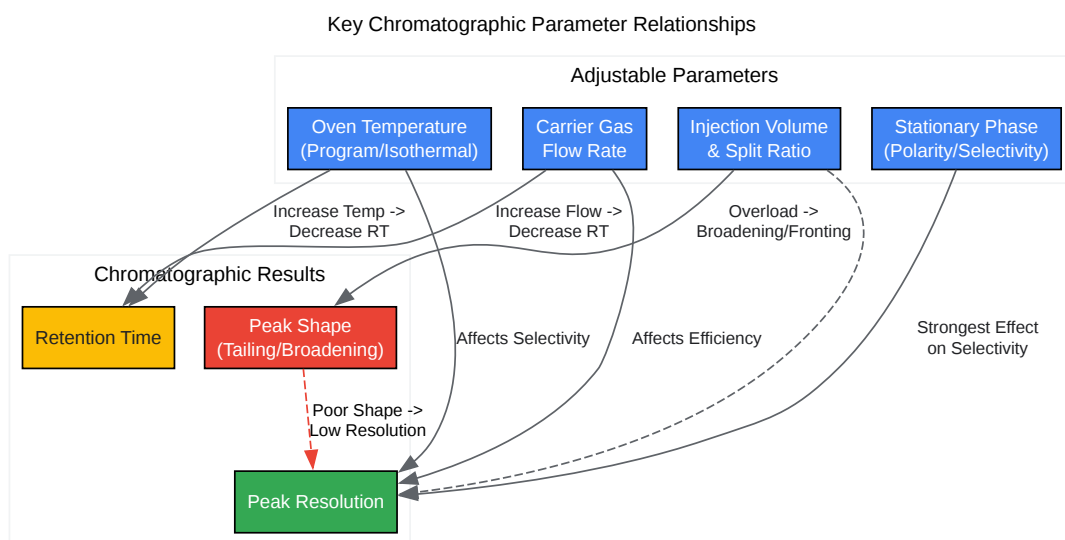 Key Chromatographic Parameter Relationships
Adjustable Parameters
Oven Temperature
(Program/Isothermal)
Carrier Gas
Flow Rate
Injection Volume
& Split Ratio
Stationary Phase
(Polarity/Selectivity)
Increase Temp ->
Decrease RT
Increase Flow ->
Decrease RT
Overload ->
Broadening/Fronting
Chromatographic Results
Retention Time
Peak Shape
(Tailing/Broadening)
Affects Selectivity
Affects Efficiency
Strongest Effect
on Selectivity
Poor Shape ->
Low Resolution
Peak Resolution